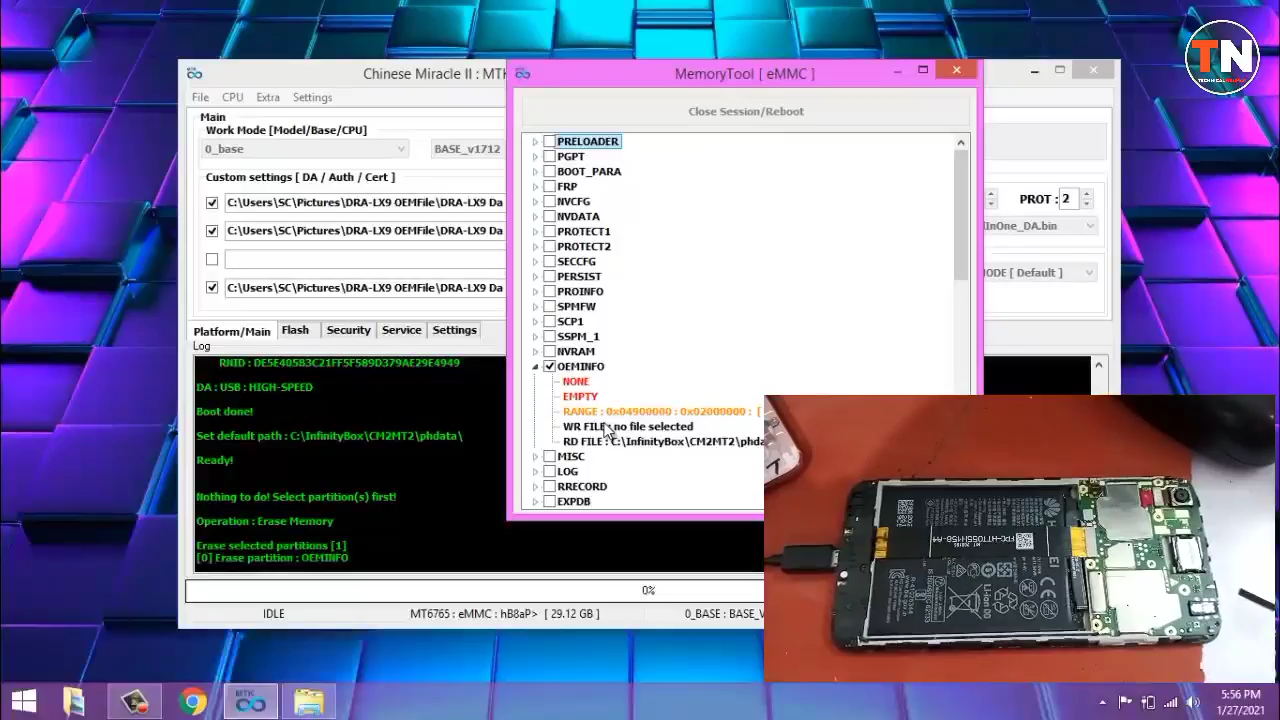 TN
TECHNICAL
Chinese Miracle II : MTK
MemoryTool [ eMMC ]
File CPU Extra Settings
Main
Work Mode [Model/Base/CPU]
0_base BASE_v1712
Custom settings [ DA / Auth / Cert ]
C:\Users\SC\Pictures\DRA-LX9 OEMFile\DRA-LX9 Da
C:\Users\SC\Pictures\DRA-LX9 OEMFile\DRA-LX9 Da
C:\Users\SC\Pictures\DRA-LX9 OEMFile\DRA-LX9 Da
Platform/Main Flash Security Service Settings
Log
RNID : DE5E405B3C21FF5F589D379AE29E4949
DA : USB : HIGH-SPEED
Boot done!
Set default path : C:\InfinityBox\CM2MT2\phdata\
Ready!
Nothing to do! Select partition(s) first!
Operation : Erase Memory
Erase selected partitions [1]
[0] Erase partition : OEMINFO
0%
IDLE MT6765 : eMMC : hB8aP> [ 29.12 GB ] 0_BASE : BASE_V
Close Session/Reboot
PRELOADER
PGPT
BOOT_PARA
FRP
NVCFG
NVDATA
PROTECT1
PROTECT2
SECCFG
PERSIST
PROINFO
SPMFW
SCP1
SSPM_1
NVRAM
OEMINFO
NONE
EMPTY
RANGE : 0x04900000 : 0x02000000 : [
WR FILE : no file selected
RD FILE : C:\InfinityBox\CM2MT2\phda
MISC
LOG
RRECORD
EXPDB
PROT : 2
InOne_DA.bin
MODE [ Default ]
MTK
5:56 PM
1/27/2021